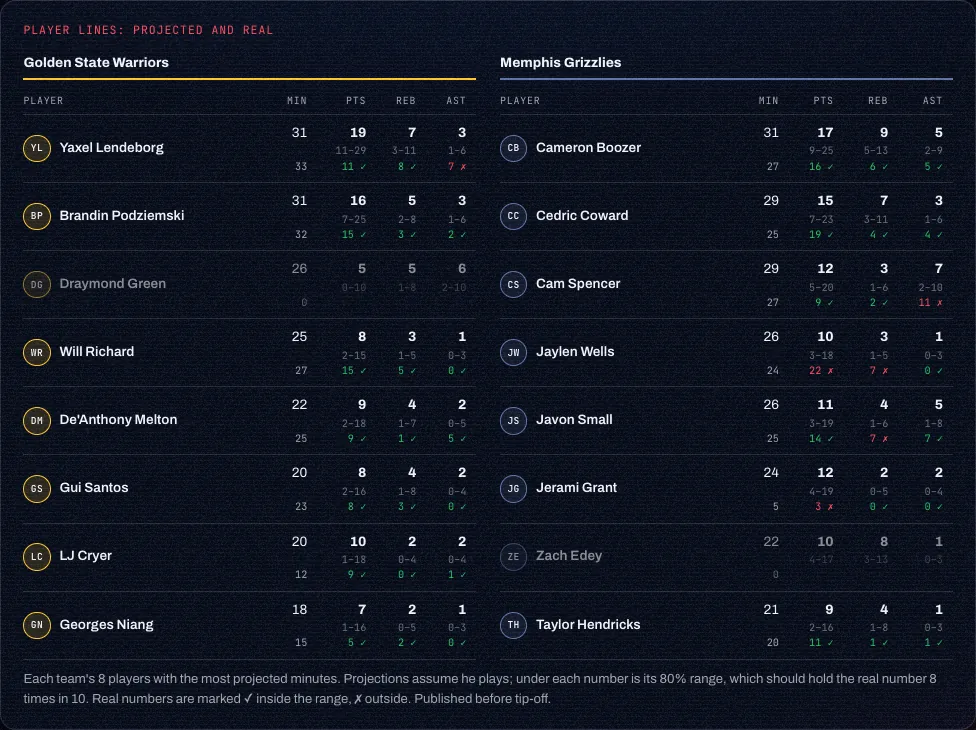 PLAYER LINES: PROJECTED AND REAL
Golden State Warriors
PLAYER MIN PTS REB AST
YL Yaxel Lendeborg 31 19 7 3
11–29 3–11 1–6
33 11 ✓ 8 ✓ 7 ✗
BP Brandin Podziemski 31 16 5 3
7–25 2–8 1–6
32 15 ✓ 3 ✓ 2 ✓
DG Draymond Green 26 5 5 6
0–10 1–8 2–10
0
WR Will Richard 25 8 3 1
2–15 1–5 0–3
27 15 ✓ 5 ✓ 0 ✓
DM De'Anthony Melton 22 9 4 2
2–18 1–7 0–5
25 9 ✓ 1 ✓ 5 ✓
GS Gui Santos 20 8 4 2
2–16 1–8 0–4
23 8 ✓ 3 ✓ 0 ✓
LC LJ Cryer 20 10 2 2
1–18 0–4 0–4
12 9 ✓ 0 ✓ 1 ✓
GN Georges Niang 18 7 2 1
1–16 0–5 0–3
15 5 ✓ 2 ✓ 0 ✓
Memphis Grizzlies
PLAYER MIN PTS REB AST
CB Cameron Boozer 31 17 9 5
9–25 5–13 2–9
27 16 ✓ 6 ✓ 5 ✓
CC Cedric Coward 29 15 7 3
7–23 3–11 1–6
25 19 ✓ 4 ✓ 4 ✓
CS Cam Spencer 29 12 3 7
5–20 1–6 2–10
27 9 ✓ 2 ✓ 11 ✗
JW Jaylen Wells 26 10 3 1
3–18 1–5 0–3
24 22 ✗ 7 ✗ 0 ✓
JS Javon Small 26 11 4 5
3–19 1–6 1–8
25 14 ✓ 7 ✗ 7 ✓
JG Jerami Grant 24 12 2 2
4–19 0–5 0–4
5 3 ✗ 0 ✓ 0 ✓
ZE Zach Edey 22 10 8 1
4–17 3–13 0–3
0
TH Taylor Hendricks 21 9 4 1
2–16 1–8 0–3
20 11 ✓ 1 ✓ 1 ✓
Each team's 8 players with the most projected minutes. Projections assume he plays; under each number is its 80% range, which should hold the real number 8
times in 10. Real numbers are marked ✓ inside the range, ✗ outside. Published before tip-off.